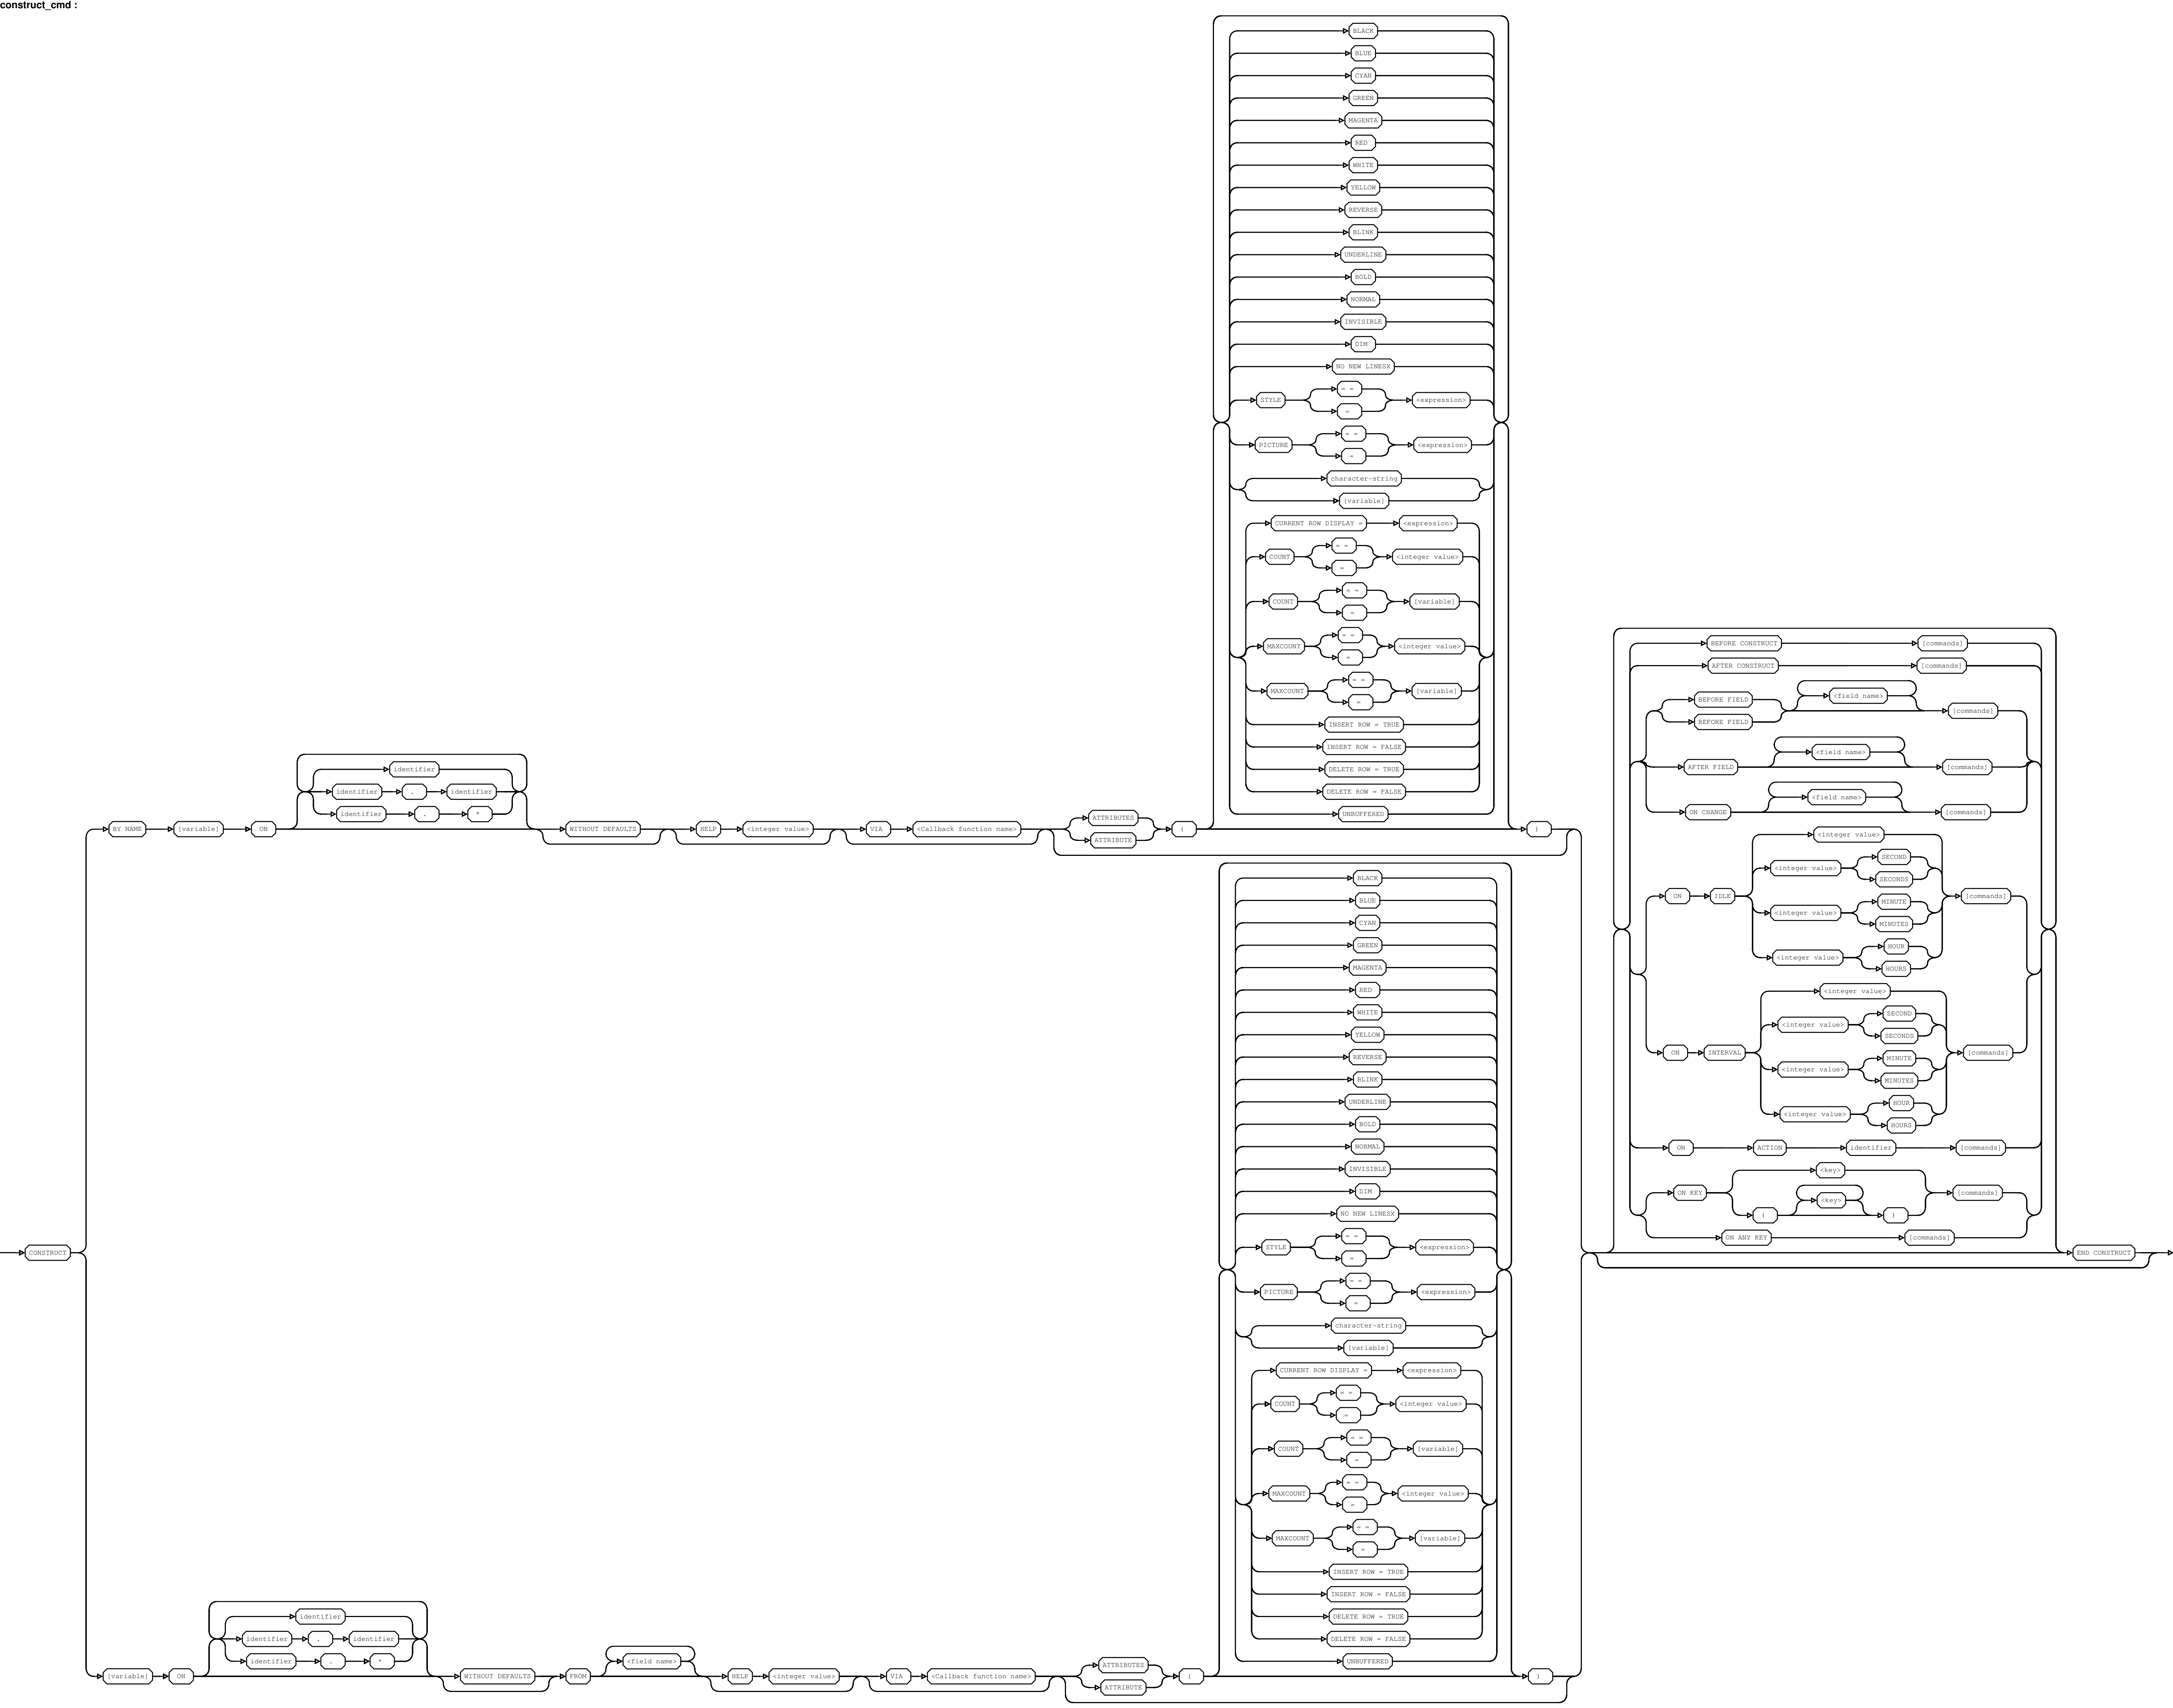 construct_cmd :
BLACK
BLUE
CYAN
GREEN
MAGENTA
RED
WHITE
YELLOW
REVERSE
BLINK
UNDERLINE
BOLD
NORMAL
INVISIBLE
DIM
NO NEW LINESX
= =
STYLE <expression>
=
= =
PICTURE <expression>
=
character-string
[variable]
CURRENT ROW DISPLAY = <expression>
= =
COUNT <integer value>
=
= =
COUNT [variable]
=
= =
MAXCOUNT <integer value>
=
= =
MAXCOUNT [variable]
=
INSERT ROW = TRUE
INSERT ROW = FALSE
DELETE ROW = TRUE
DELETE ROW = FALSE
UNBUFFERED
identifier
identifier . identifier
identifier . *
BY NAME [variable] ON WITHOUT DEFAULTS HELP <integer value> VIA <Callback function name>
ATTRIBUTES
ATTRIBUTE
( )
BEFORE CONSTRUCT [commands]
AFTER CONSTRUCT [commands]
BEFORE FIELD <field name>
BEFORE FIELD [commands]
<field name>
AFTER FIELD [commands]
<field name>
ON CHANGE [commands]
<integer value>
<integer value> SECOND
SECONDS
ON IDLE [commands]
<integer value> MINUTE
MINUTES
<integer value> HOUR
HOURS
<integer value>
<integer value> SECOND
SECONDS
ON INTERVAL [commands]
<integer value> MINUTE
MINUTES
<integer value> HOUR
HOURS
ON ACTION identifier [commands]
<key>
ON KEY [commands]
( <key> )
ON ANY KEY [commands]
CONSTRUCT
END CONSTRUCT
BLACK
BLUE
CYAN
GREEN
MAGENTA
RED
WHITE
YELLOW
REVERSE
BLINK
UNDERLINE
BOLD
NORMAL
INVISIBLE
DIM
NO NEW LINESX
= =
STYLE <expression>
=
= =
PICTURE <expression>
=
character-string
[variable]
CURRENT ROW DISPLAY = <expression>
= =
COUNT <integer value>
=
= =
COUNT [variable]
=
= =
MAXCOUNT <integer value>
=
= =
MAXCOUNT [variable]
=
INSERT ROW = TRUE
INSERT ROW = FALSE
DELETE ROW = TRUE
DELETE ROW = FALSE
UNBUFFERED
identifier
identifier . identifier
identifier . *
[variable] ON WITHOUT DEFAULTS FROM <field name> HELP <integer value> VIA <Callback function name>
ATTRIBUTES
ATTRIBUTE
( )